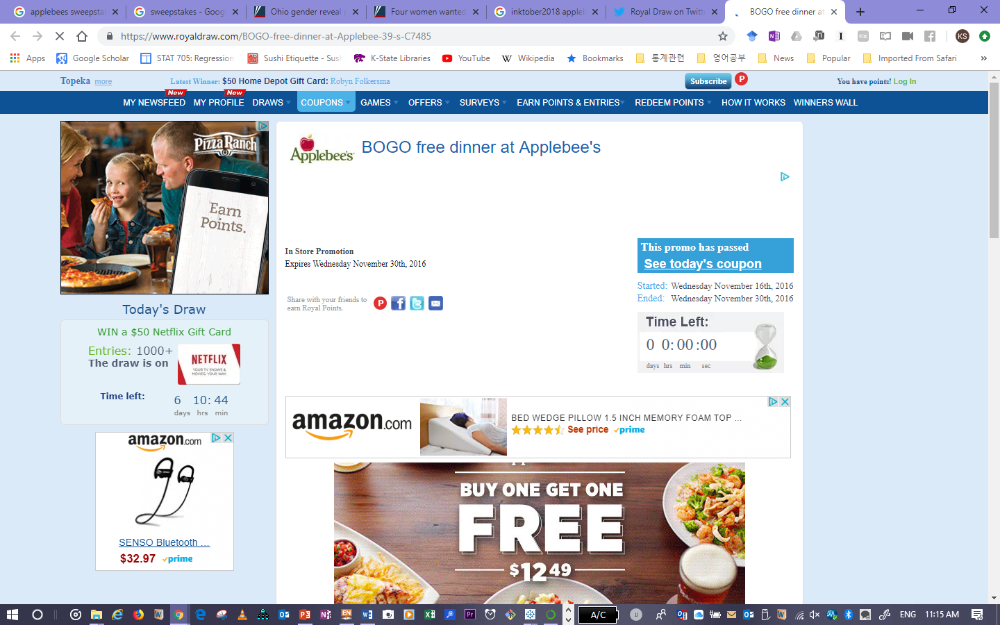 applebees sweepstal
sweepstakes - Goog
Ohio gender reveal p
Four women wanted
inktober2018 appleb
Royal Draw on Twitt
BOGO free dinner at
https://www.royaldraw.com/BOGO-free-dinner-at-Applebee-39-s-C7485
KS
Apps
Google Scholar
STAT 705: Regression
Sushi Etiquette - Sus
K-State Libraries
YouTube
Wikipedia
Bookmarks
통계관련
영어공부
News
Popular
Imported From Safari
Topeka more
Latest Winner: $50 Home Depot Gift Card: Robyn Folkersma
Subscribe
You have points! Log In
New
New
MY NEWSFEED
MY PROFILE
DRAWS
COUPONS
GAMES
OFFERS
SURVEYS
EARN POINTS & ENTRIES
REDEEM POINTS
HOW IT WORKS
WINNERS WALL
Pizza Ranch
Earn
Points.
Today's Draw
WIN a $50 Netflix Gift Card
Entries: 1000+
The draw is on
NETFLIX
YOUR TV SHOWS &
MOVIES, YOUR WAY.
Time left:
6 10: 44
days hrs min
amazon.com
SENSO Bluetooth ...
$32.97 prime
Applebee's
BOGO free dinner at Applebee's
In Store Promotion
Expires Wednesday November 30th, 2016
Share with your friends to
earn Royal Points.
This promo has passed
See today's coupon
Started: Wednesday November 16th, 2016
Ended: Wednesday November 30th, 2016
Time Left:
0 0: 00 :00
days hrs min sec
amazon.com
BED WEDGE PILLOW 1.5 INCH MEMORY FOAM TOP ...
See price prime
BUY ONE GET ONE
FREE
$12 49
A/C
ENG
11:15 AM